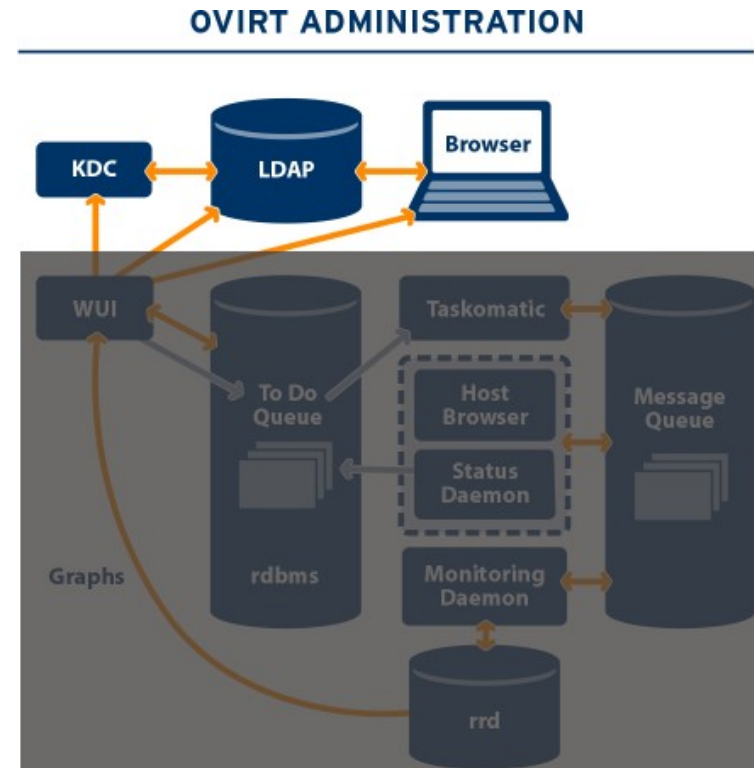 OVIRT ADMINISTRATION
KDC
LDAP
Browser
WUI
Taskomatic
To Do
Queue
Host
Browser
Message
Queue
Status
Daemon
Graphs
rdbms
Monitoring
Daemon
rrd